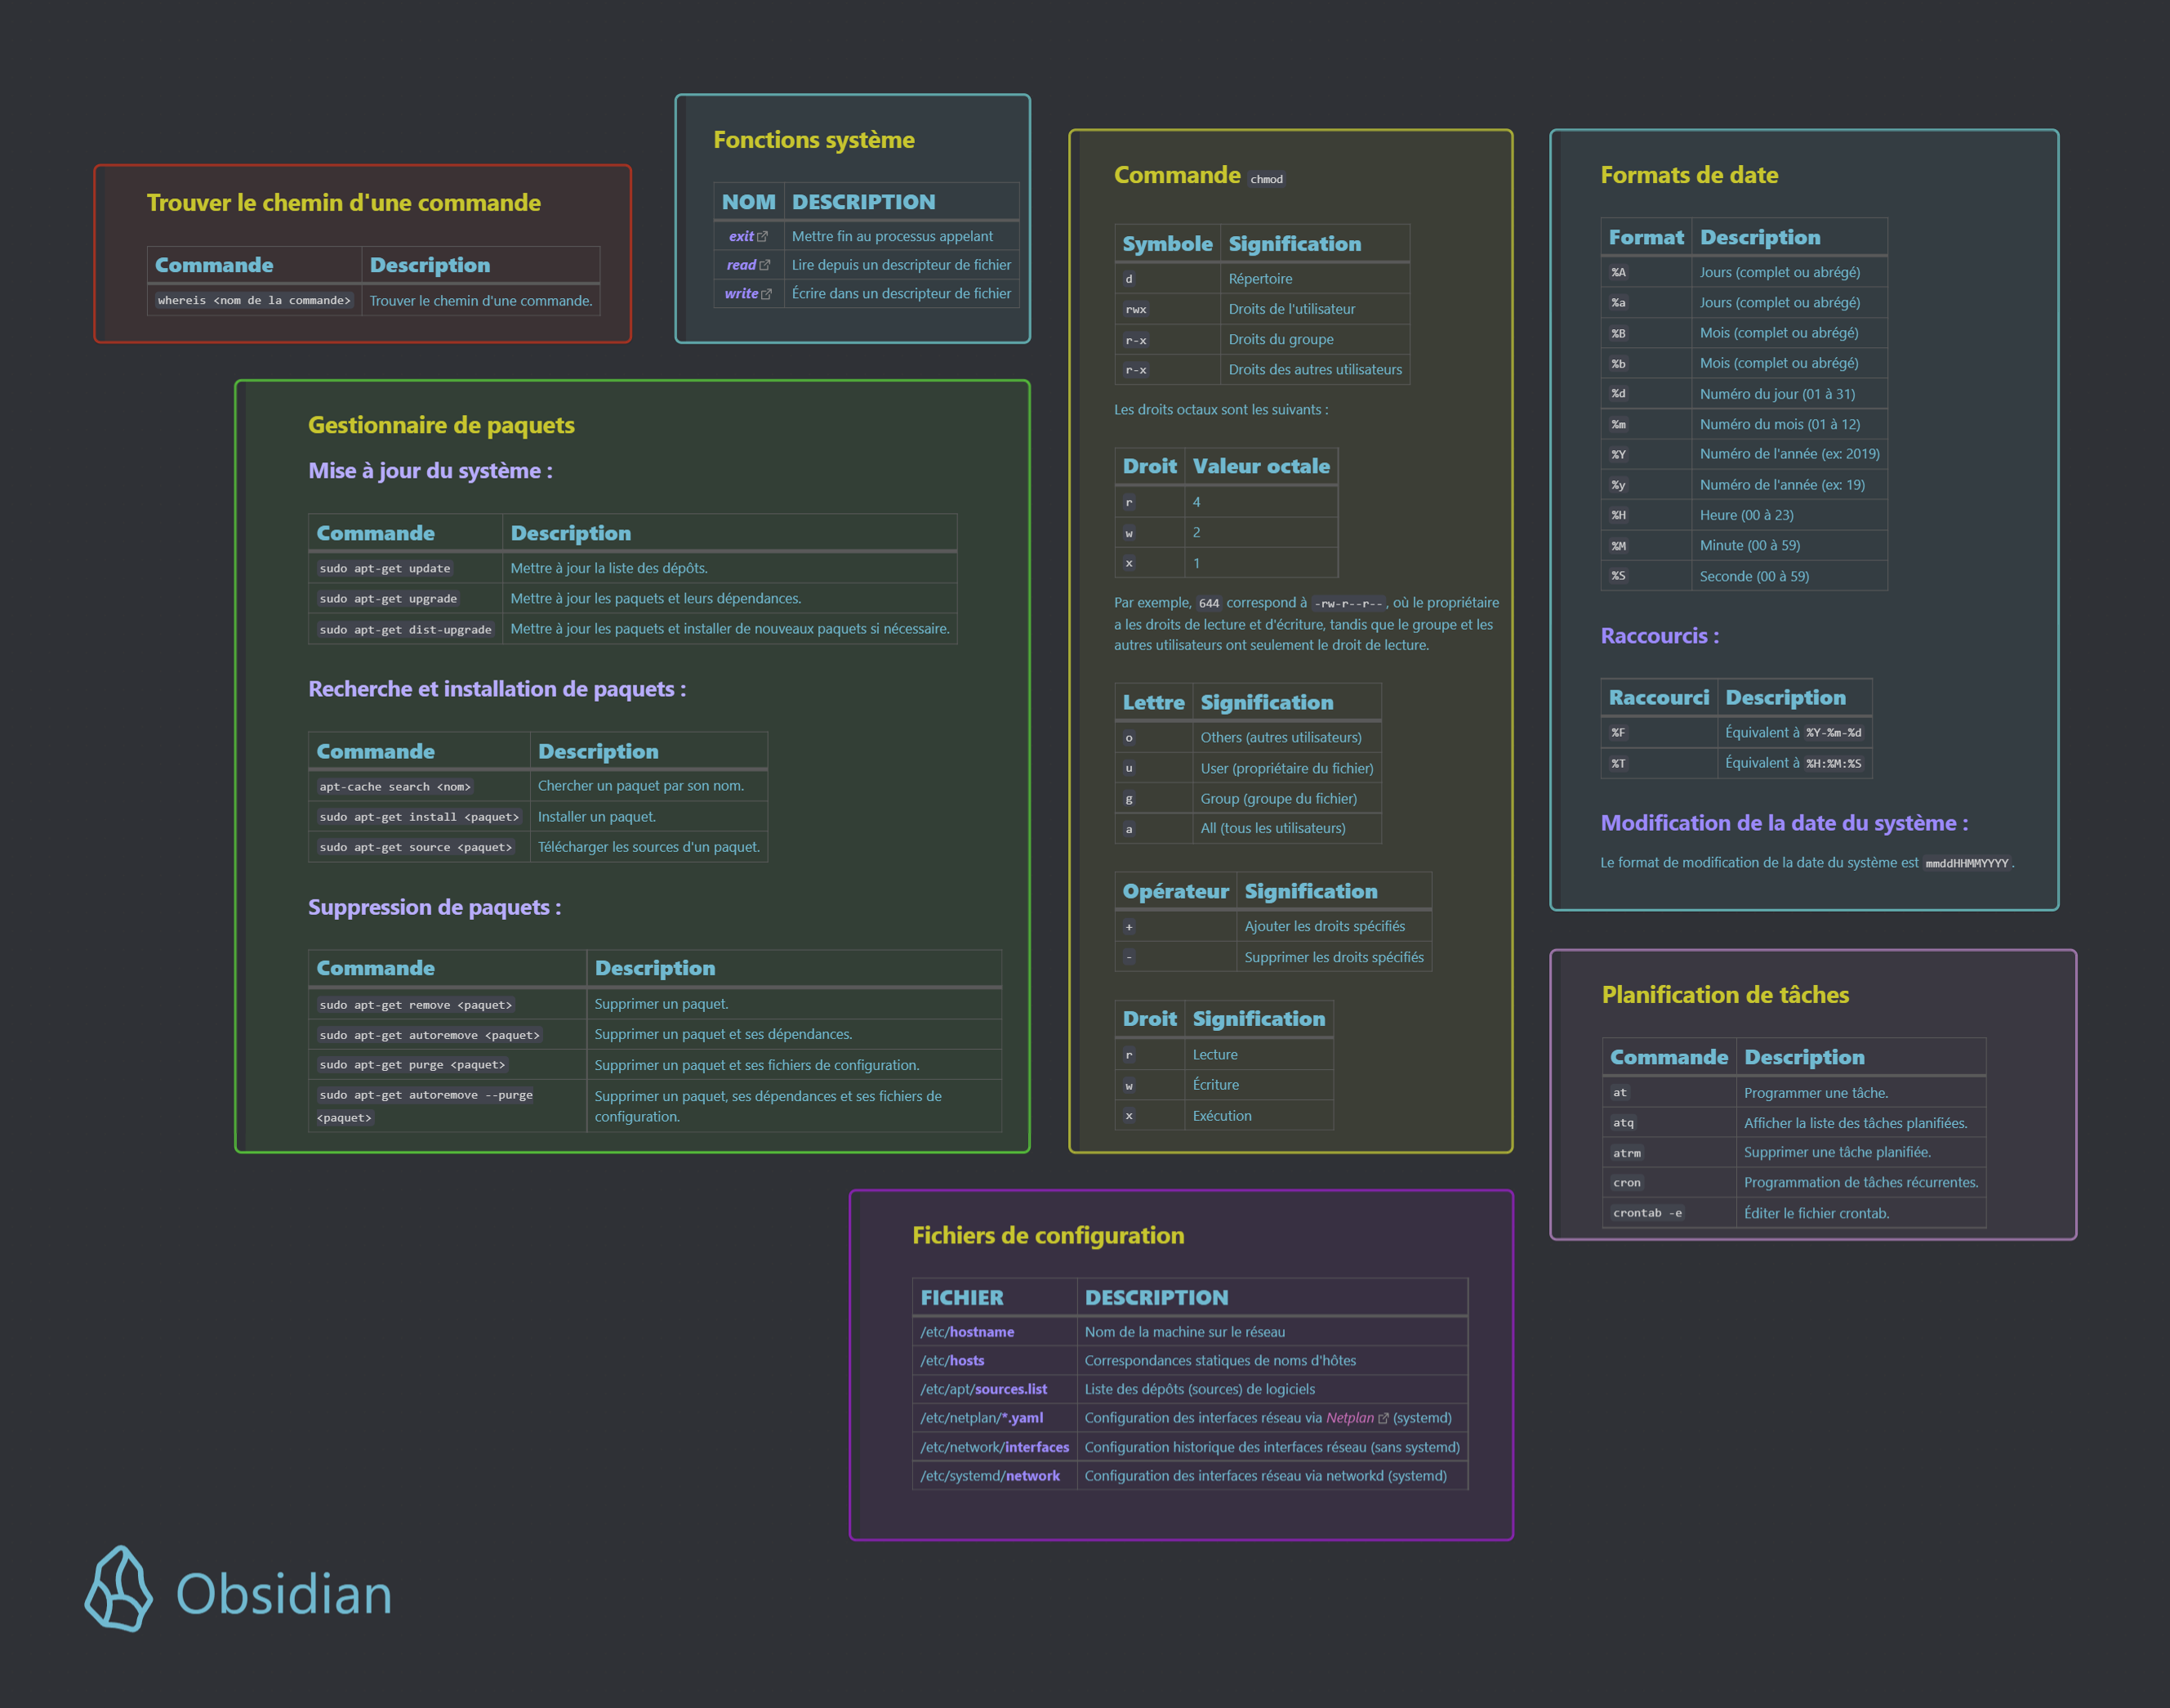 Trouver le chemin d'une commande
Commande Description
whereis <nom de la commande> Trouver le chemin d'une commande.
Fonctions système
NOM DESCRIPTION
exit Mettre fin au processus appelant
read Lire depuis un descripteur de fichier
write Écrire dans un descripteur de fichier
Gestionnaire de paquets
Mise à jour du système :
Commande Description
sudo apt-get update Mettre à jour la liste des dépôts.
sudo apt-get upgrade Mettre à jour les paquets et leurs dépendances.
sudo apt-get dist-upgrade Mettre à jour les paquets et installer de nouveaux paquets si nécessaire.
Recherche et installation de paquets :
Commande Description
apt-cache search <nom> Chercher un paquet par son nom.
sudo apt-get install <paquet> Installer un paquet.
sudo apt-get source <paquet> Télécharger les sources d'un paquet.
Suppression de paquets :
Commande Description
sudo apt-get remove <paquet> Supprimer un paquet.
sudo apt-get autoremove <paquet> Supprimer un paquet et ses dépendances.
sudo apt-get purge <paquet> Supprimer un paquet et ses fichiers de configuration.
sudo apt-get autoremove --purge Supprimer un paquet, ses dépendances et ses fichiers de
<paquet> configuration.
Commande chmod
Symbole Signification
d Répertoire
rwx Droits de l'utilisateur
r-x Droits du groupe
r-x Droits des autres utilisateurs
Les droits octaux sont les suivants :
Droit Valeur octale
r 4
w 2
x 1
Par exemple, 644 correspond à -rw-r--r--, où le propriétaire
a les droits de lecture et d'écriture, tandis que le groupe et les
autres utilisateurs ont seulement le droit de lecture.
Lettre Signification
o Others (autres utilisateurs)
u User (propriétaire du fichier)
g Group (groupe du fichier)
a All (tous les utilisateurs)
Opérateur Signification
+ Ajouter les droits spécifiés
- Supprimer les droits spécifiés
Droit Signification
r Lecture
w Écriture
x Exécution
Formats de date
Format Description
%A Jours (complet ou abrégé)
%a Jours (complet ou abrégé)
%B Mois (complet ou abrégé)
%b Mois (complet ou abrégé)
%d Numéro du jour (01 à 31)
%m Numéro du mois (01 à 12)
%Y Numéro de l'année (ex: 2019)
%y Numéro de l'année (ex: 19)
%H Heure (00 à 23)
%M Minute (00 à 59)
%S Seconde (00 à 59)
Raccourcis :
Raccourci Description
%F Équivalent à %Y-%m-%d
%T Équivalent à %H:%M:%S
Modification de la date du système :
Le format de modification de la date du système est mmddHHMMYYYY.
Planification de tâches
Commande Description
at Programmer une tâche.
atq Afficher la liste des tâches planifiées.
atrm Supprimer une tâche planifiée.
cron Programmation de tâches récurrentes.
crontab -e Éditer le fichier crontab.
Fichiers de configuration
FICHIER DESCRIPTION
/etc/hostname Nom de la machine sur le réseau
/etc/hosts Correspondances statiques de noms d'hôtes
/etc/apt/sources.list Liste des dépôts (sources) de logiciels
/etc/netplan/*.yaml Configuration des interfaces réseau via Netplan (systemd)
/etc/network/interfaces Configuration historique des interfaces réseau (sans systemd)
/etc/systemd/network Configuration des interfaces réseau via networkd (systemd)
Obsidian